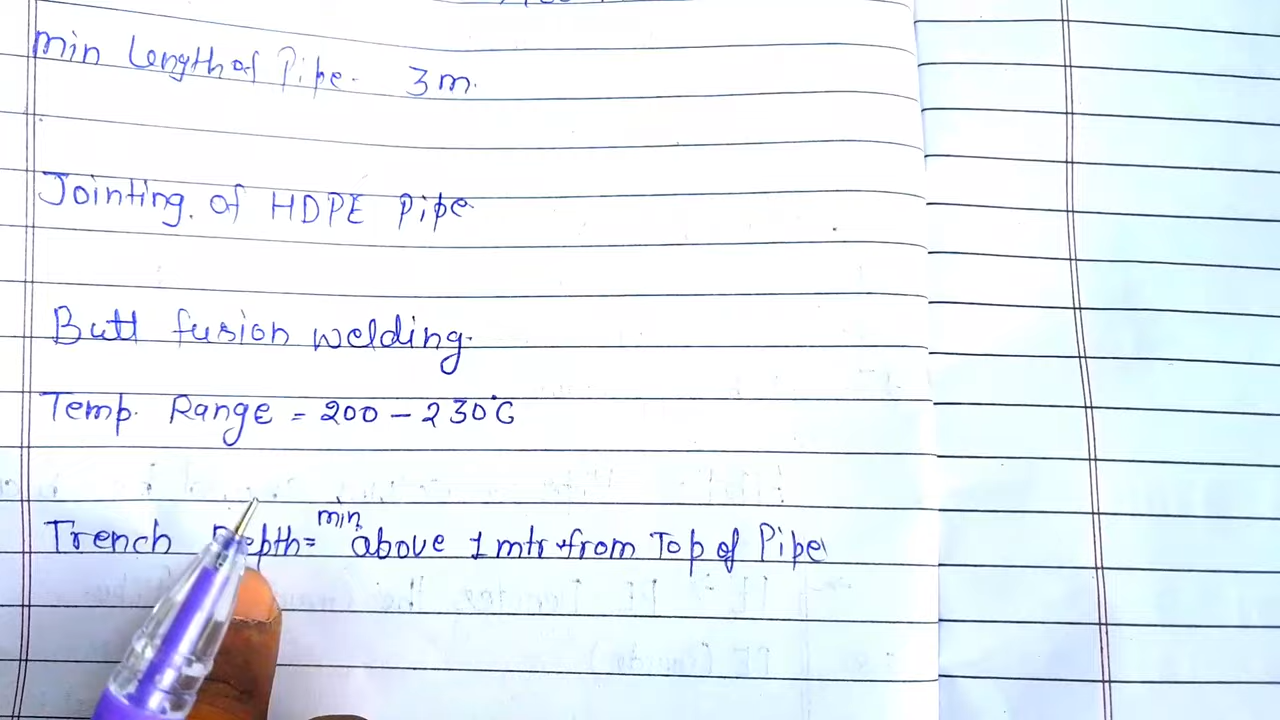 min Length of Pipe. 3m.
Jointing. of HDPE Pipe
Butt fusion welding.
Temp. Range = 200 - 230°C
Trench Depth= min above 1 mtr from Top of Pipe